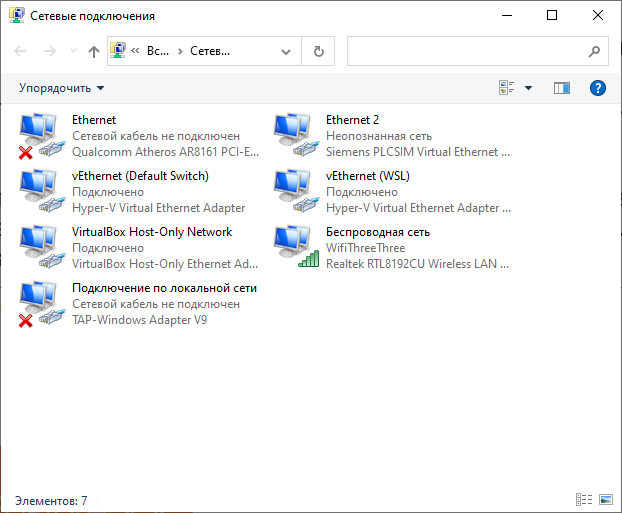 Сетевые подключения
Вс... Сетев...
Упорядочить
Ethernet
Сетевой кабель не подключен
Qualcomm Atheros AR8161 PCI-E...
Ethernet 2
Неопознанная сеть
Siemens PLCSIM Virtual Ethernet ...
vEthernet (Default Switch)
Подключено
Hyper-V Virtual Ethernet Adapter
vEthernet (WSL)
Подключено
Hyper-V Virtual Ethernet Adapter ...
VirtualBox Host-Only Network
Подключено
VirtualBox Host-Only Ethernet Ad...
Беспроводная сеть
WifiThreeThree
Realtek RTL8192CU Wireless LAN ...
Подключение по локальной сети
Сетевой кабель не подключен
TAP-Windows Adapter V9
Элементов: 7